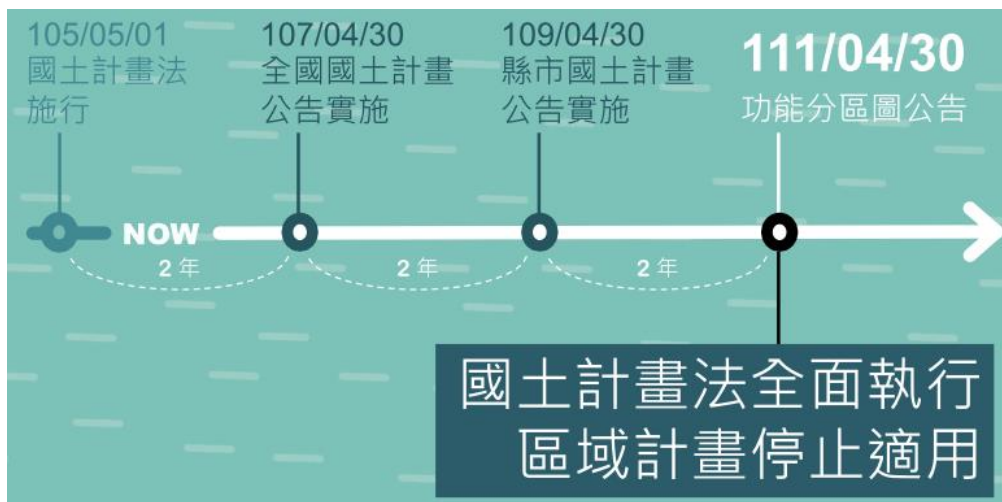 105/05/01
國土計畫法
施行
107/04/30
全國國土計畫
公告實施
109/04/30
縣市國土計畫
公告實施
111/04/30
功能分區圖公告
NOW
2 年
2 年
2 年
國土計畫法全面執行
區域計畫停止適用